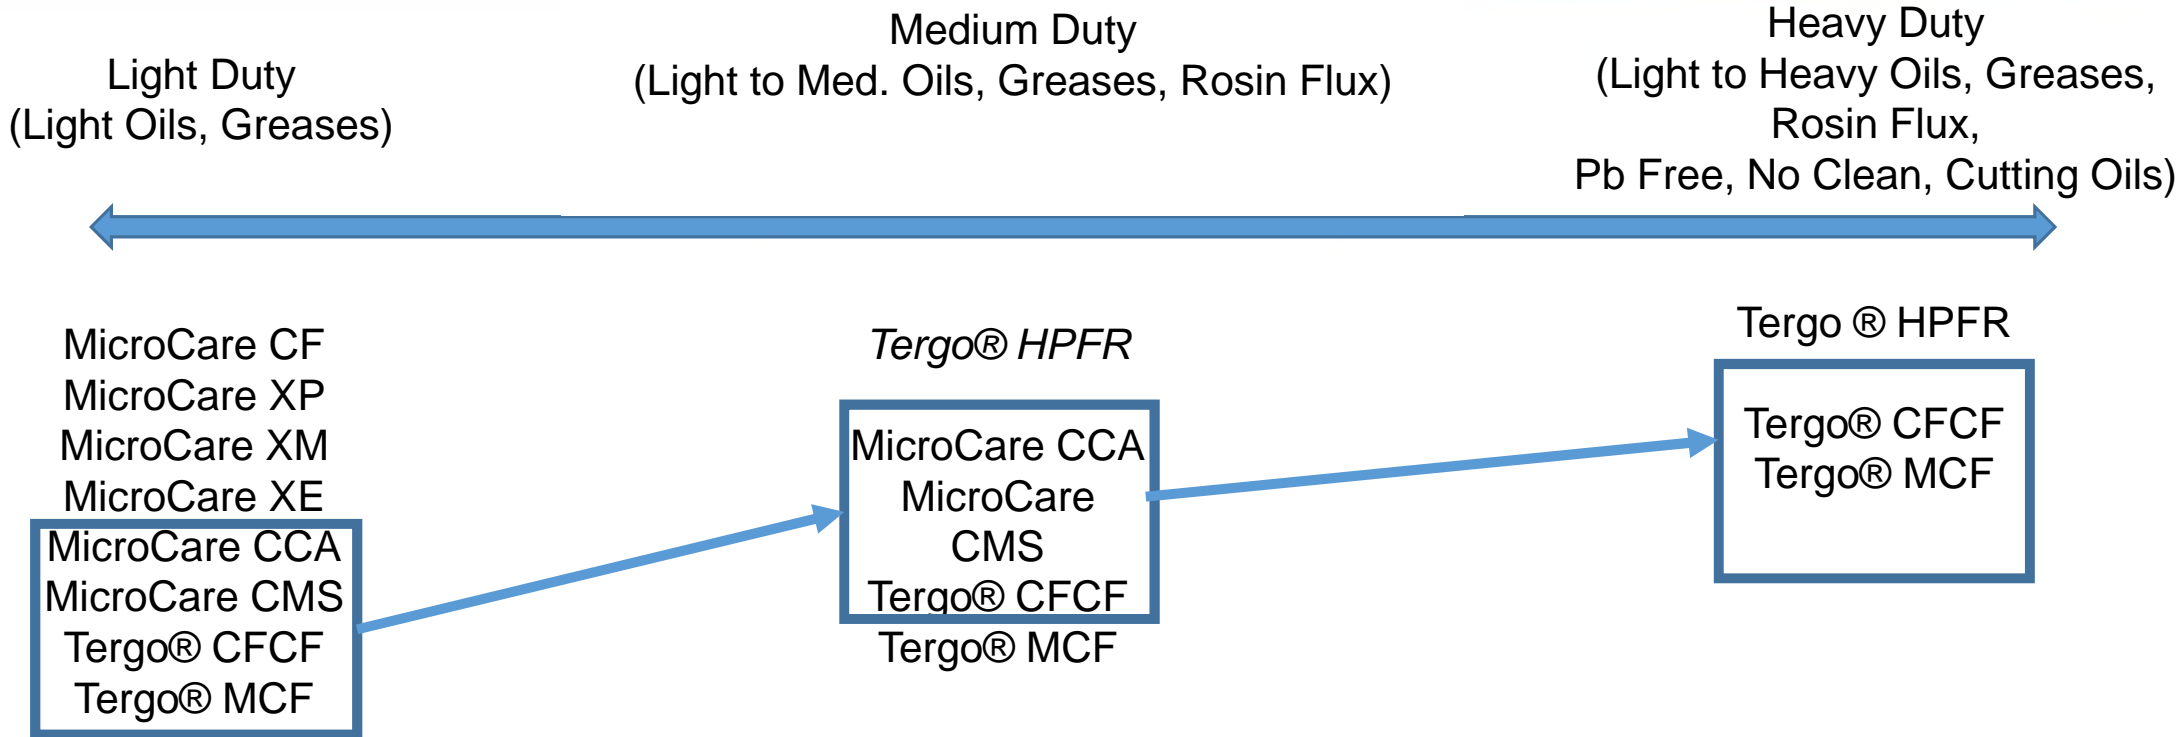 Light Duty
(Light Oils, Greases)
Medium Duty
(Light to Med. Oils, Greases, Rosin Flux)
Heavy Duty
(Light to Heavy Oils, Greases,
Rosin Flux,
Pb Free, No Clean, Cutting Oils)
MicroCare CF
MicroCare XP
MicroCare XM
MicroCare XE
MicroCare CCA
MicroCare CMS
Tergo® CFCF
Tergo® MCF
Tergo® HPFR
MicroCare CCA
MicroCare
CMS
Tergo® CFCF
Tergo® MCF
Tergo ® HPFR
Tergo® CFCF
Tergo® MCF